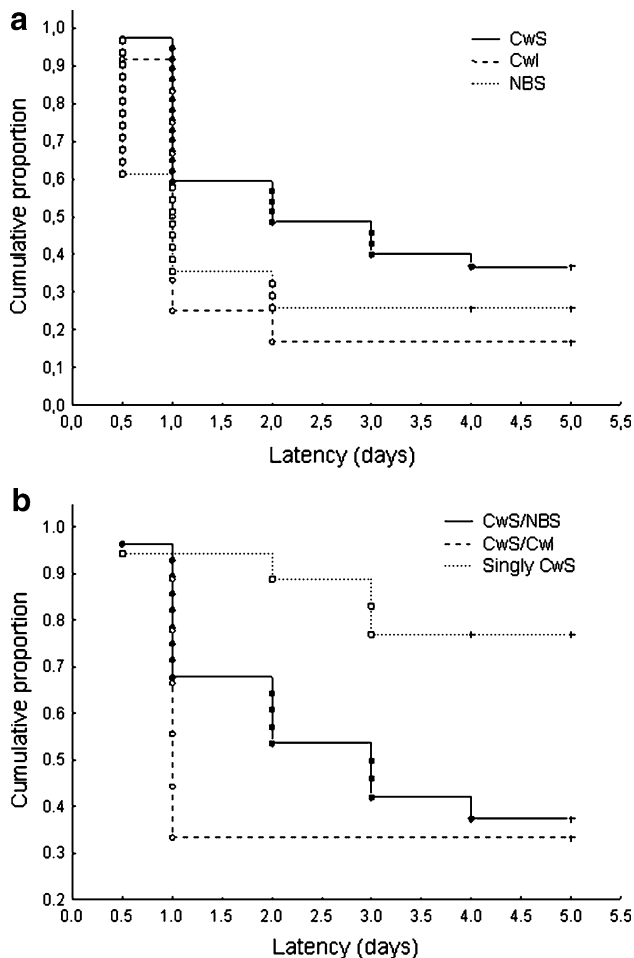 a
CwS
CwI
NBS
Cumulative proportion
1,0
0,9
0,8
0,7
0,6
0,5
0,4
0,3
0,2
0,1
0,0
0,0 0,5 1,0 1,5 2,0 2,5 3,0 3,5 4,0 4,5 5,0 5,5
Latency (days)
b
CwS/NBS
CwS/CwI
Singly CwS
Cumulative proportion
1.0
0.9
0.8
0.7
0.6
0.5
0.4
0.3
0.2
0.0 0.5 1.0 1.5 2.0 2.5 3.0 3.5 4.0 4.5 5.0 5.5
Latency (days)